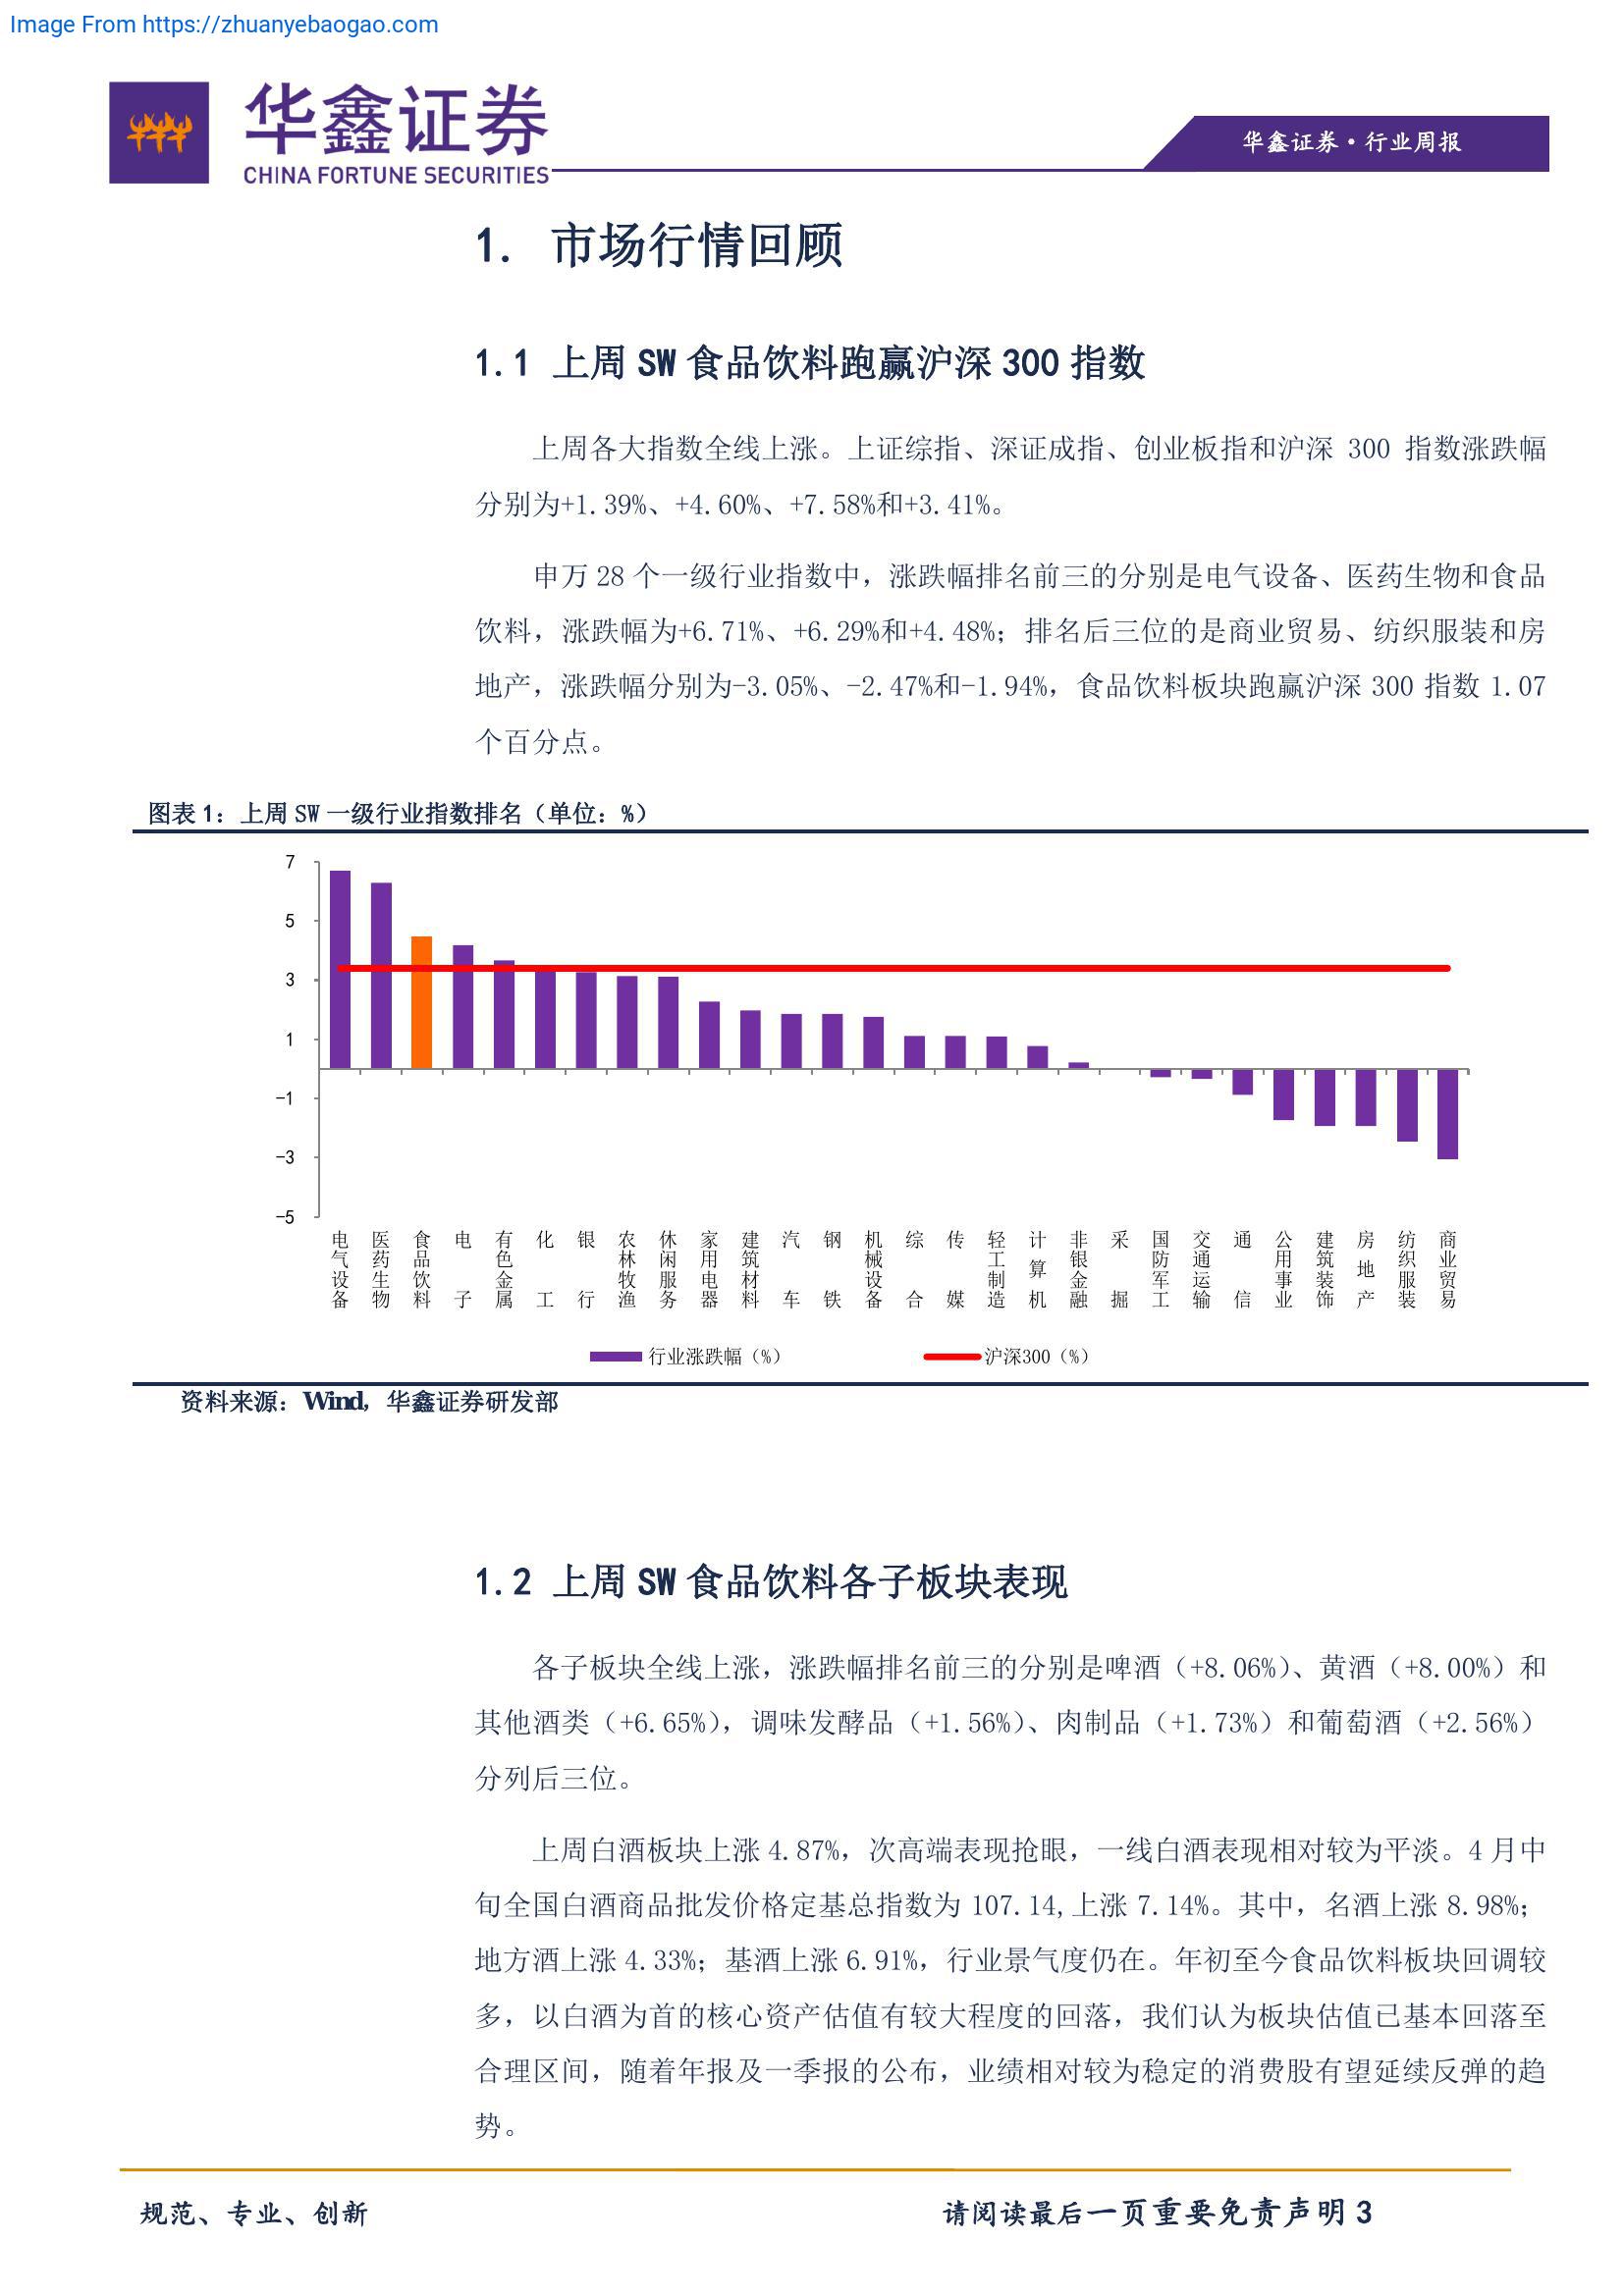 Image From https://zhuanyebaogao.com
华鑫证券
CHINA FORTUNE SECURITIES
华鑫证券·行业周报
1. 市场行情回顾
1.1 上周 SW 食品饮料跑赢沪深 300 指数
上周各大指数全线上涨。上证综指、深证成指、创业板指和沪深 300 指数涨跌幅
分别为+1.39%、+4.60%、+7.58%和+3.41%。
申万 28 个一级行业指数中，涨跌幅排名前三的分别是电气设备、医药生物和食品
饮料，涨跌幅为+6.71%、+6.29%和+4.48%；排名后三位的是商业贸易、纺织服装和房
地产，涨跌幅分别为-3.05%、-2.47%和-1.94%，食品饮料板块跑赢沪深 300 指数 1.07
个百分点。
图表 1：上周 SW 一级行业指数排名（单位：%）
7
5
3
1
-1
-3
-5
电气设备
医药生物
食品饮料
电子
有色金属
化工
银行
农林牧渔
休闲服务
家用电器
建筑材料
汽车
钢铁
机械设备
综合
传媒
轻工制造
计算机
非银金融
采掘
国防军工
交通运输
通信
公用事业
建筑装饰
房地产
纺织服装
商业贸易
行业涨跌幅（%）
沪深300（%）
资料来源：Wind，华鑫证券研发部
1.2 上周 SW 食品饮料各子板块表现
各子板块全线上涨，涨跌幅排名前三的分别是啤酒（+8.06%）、黄酒（+8.00%）和
其他酒类（+6.65%），调味发酵品（+1.56%）、肉制品（+1.73%）和葡萄酒（+2.56%）
分列后三位。
上周白酒板块上涨 4.87%，次高端表现抢眼，一线白酒表现相对较为平淡。4 月中
旬全国白酒商品批发价格定基总指数为 107.14,上涨 7.14%。其中，名酒上涨 8.98%；
地方酒上涨 4.33%；基酒上涨 6.91%，行业景气度仍在。年初至今食品饮料板块回调较
多，以白酒为首的核心资产估值有较大程度的回落，我们认为板块估值已基本回落至
合理区间，随着年报及一季报的公布，业绩相对较为稳定的消费股有望延续反弹的趋
势。
规范、专业、创新
请阅读最后一页重要免责声明 3